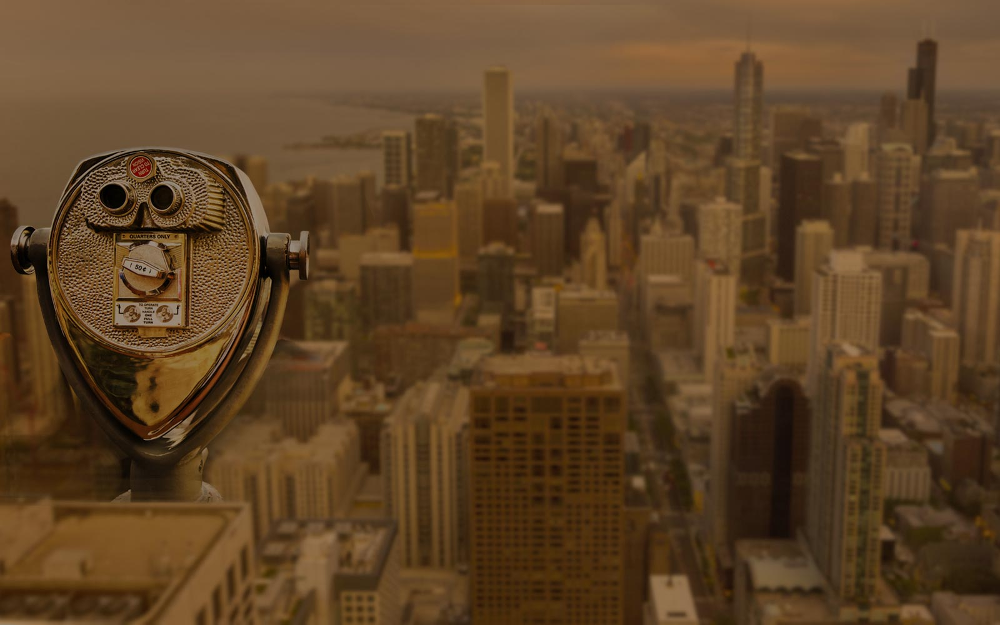 TURN
TO CLEAR
VISION
QUARTERS ONLY
50¢
TO OPERATE
TURN
HANDLE
ONE
FULL
TURN